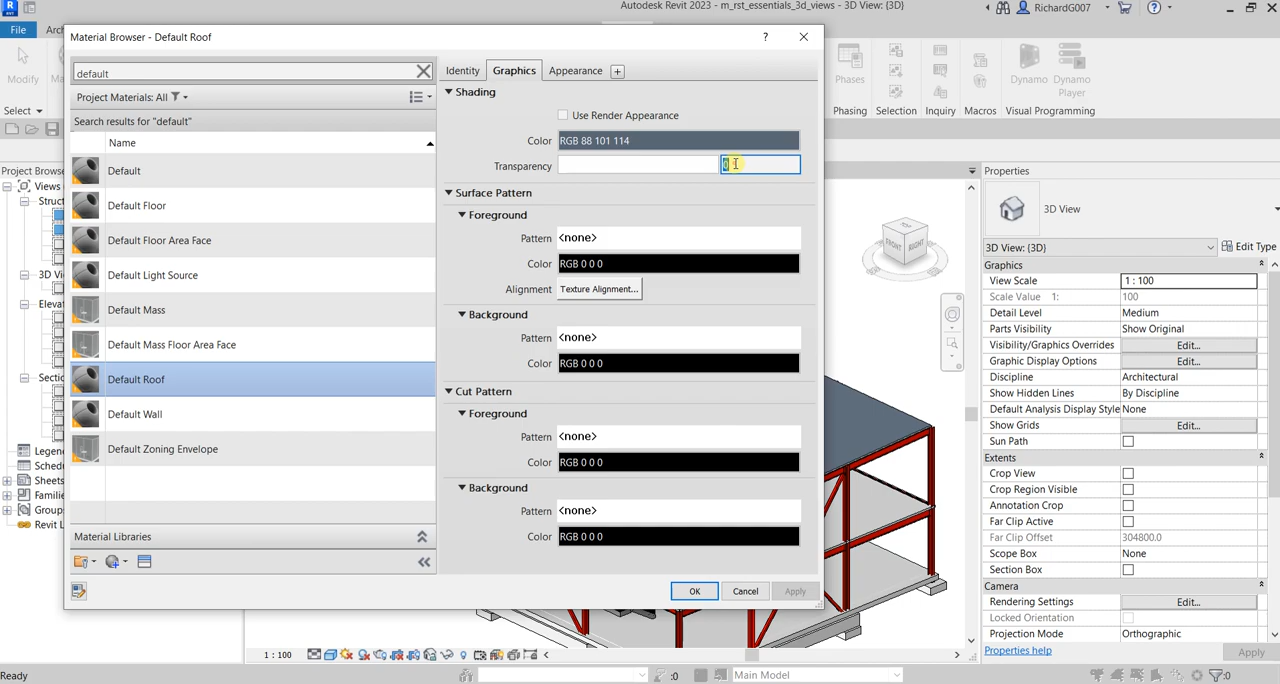 R Autodesk Revit 2023 - m_rst_essentials_3d_views - 3D View: {3D} RichardG007
File Arch
Material Browser - Default Roof
Modify
Select
default
Project Materials: All
Search results for "default"
Name
Default
Default Floor
Default Floor Area Face
Default Light Source
Default Mass
Default Mass Floor Area Face
Default Roof
Default Wall
Default Zoning Envelope
Material Libraries
Identity Graphics Appearance
Shading
Use Render Appearance
Color RGB 88 101 114
Transparency 0
Surface Pattern
Foreground
Pattern <none>
Color RGB 0 0 0
Alignment Texture Alignment...
Background
Pattern <none>
Color RGB 0 0 0
Cut Pattern
Foreground
Pattern <none>
Color RGB 0 0 0
Background
Pattern <none>
Color RGB 0 0 0
OK Cancel Apply
Phases Dynamo Dynamo Player
Phasing Selection Inquiry Macros Visual Programming
Project Browse
Views
Struct
3D Vi
Eleva
Sectio
Legen
Schedu
Sheets
Familie
Groups
Revit L
FRONT RIGHT
Properties
3D View
3D View: {3D} Edit Type
Graphics
View Scale 1 : 100
Scale Value 1: 100
Detail Level Medium
Parts Visibility Show Original
Visibility/Graphics Overrides Edit...
Graphic Display Options Edit...
Discipline Architectural
Show Hidden Lines By Discipline
Default Analysis Display Style None
Show Grids Edit...
Sun Path
Extents
Crop View
Crop Region Visible
Annotation Crop
Far Clip Active
Far Clip Offset 304800.0
Scope Box None
Section Box
Camera
Rendering Settings Edit...
Locked Orientation
Projection Mode Orthographic
Properties help Apply
1 : 100
Ready :0 Main Model :0